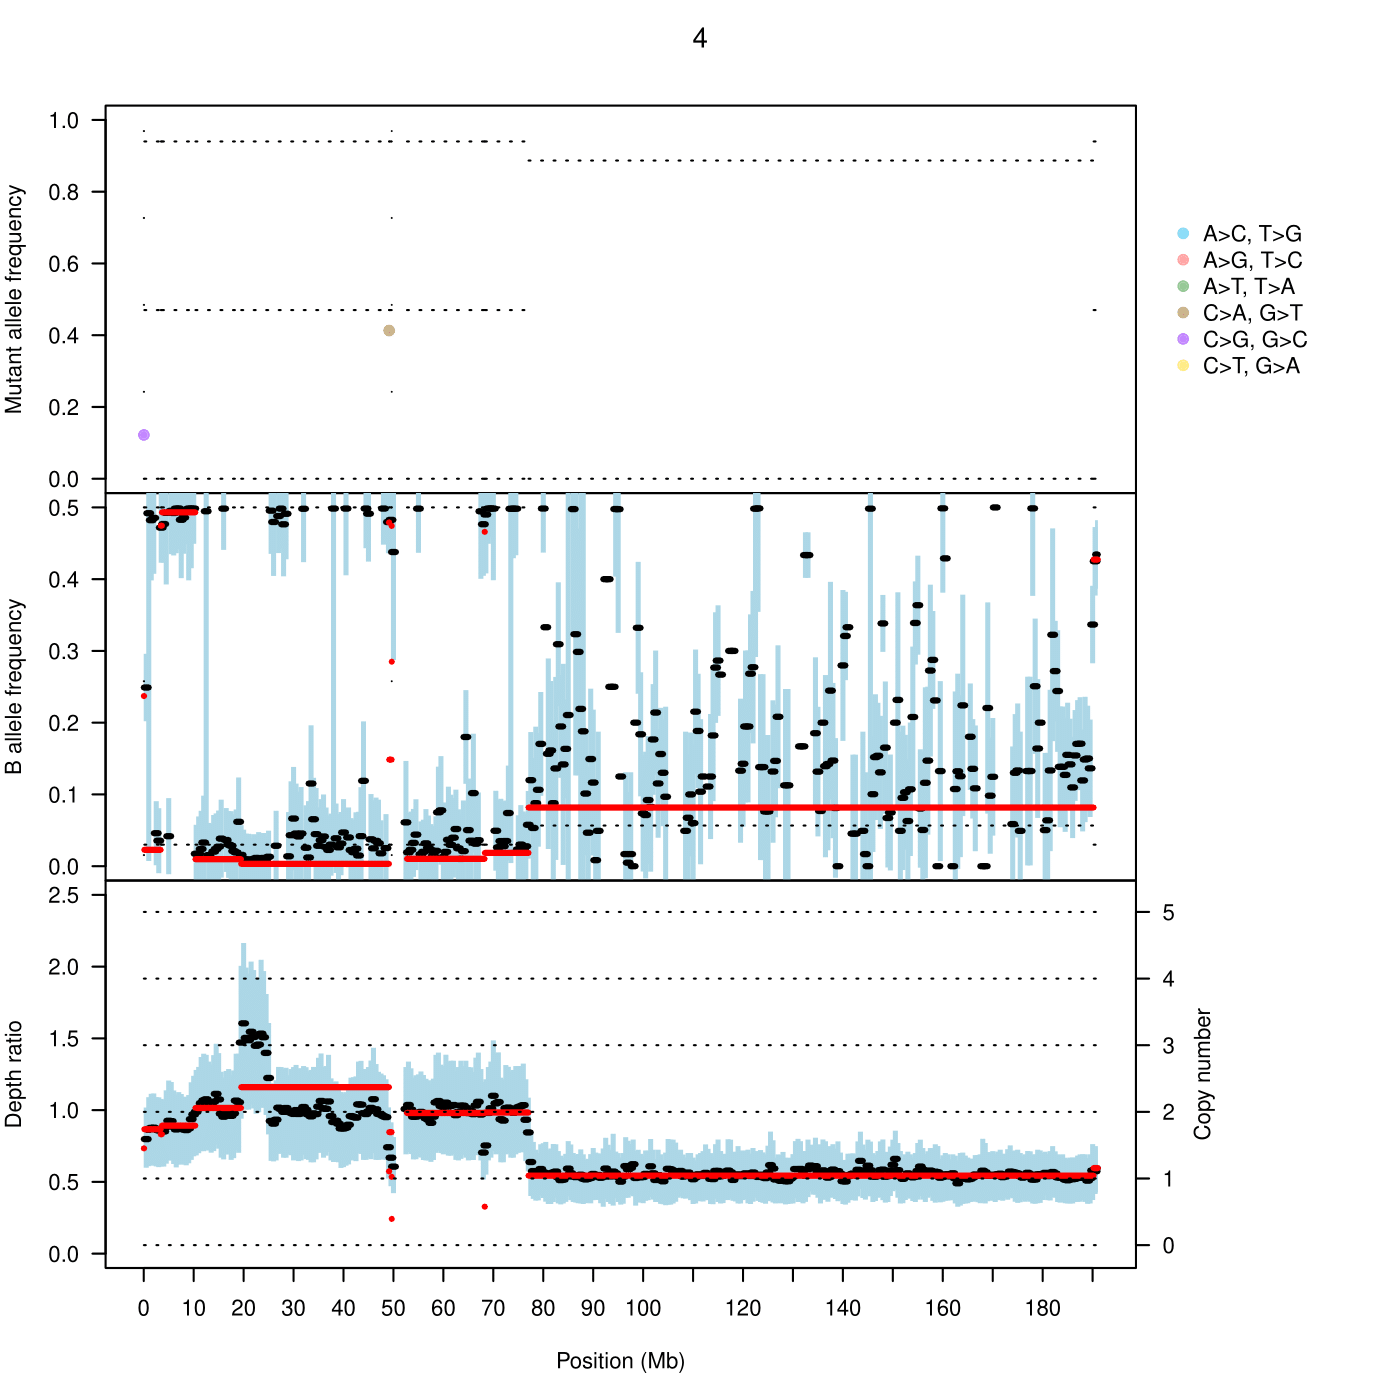 4
Mutant allele frequency
1.0
0.8
0.6
0.4
0.2
0.0
A>C, T>G
A>G, T>C
A>T, T>A
C>A, G>T
C>G, G>C
C>T, G>A
B allele frequency
0.5
0.4
0.3
0.2
0.1
0.0
Depth ratio
2.5
2.0
1.5
1.0
0.5
0.0
5
4
3
2
1
0
Copy number
0 10 20 30 40 50 60 70 80 90 100 120 140 160 180
Position (Mb)